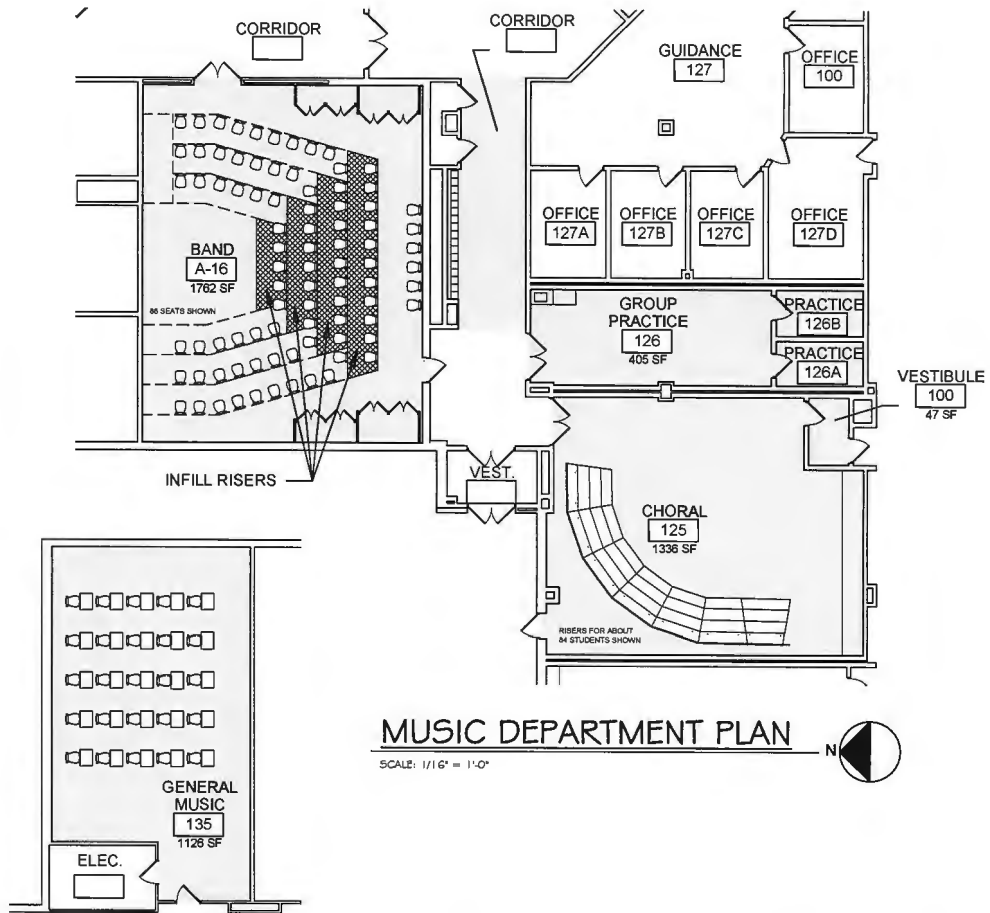 CORRIDOR
CORRIDOR
GUIDANCE
127
OFFICE
100
OFFICE
127A
OFFICE
127B
OFFICE
127C
OFFICE
127D
BAND
A-16
1762 SF
86 SEATS SHOWN
GROUP
PRACTICE
126
405 SF
PRACTICE
126B
PRACTICE
126A
VESTIBULE
100
47 SF
INFILL RISERS
VEST.
CHORAL
125
1336 SF
RISERS FOR ABOUT
84 STUDENTS SHOWN
MUSIC DEPARTMENT PLAN
SCALE: 1/16" = 1'-0"
N
GENERAL
MUSIC
135
1126 SF
ELEC.